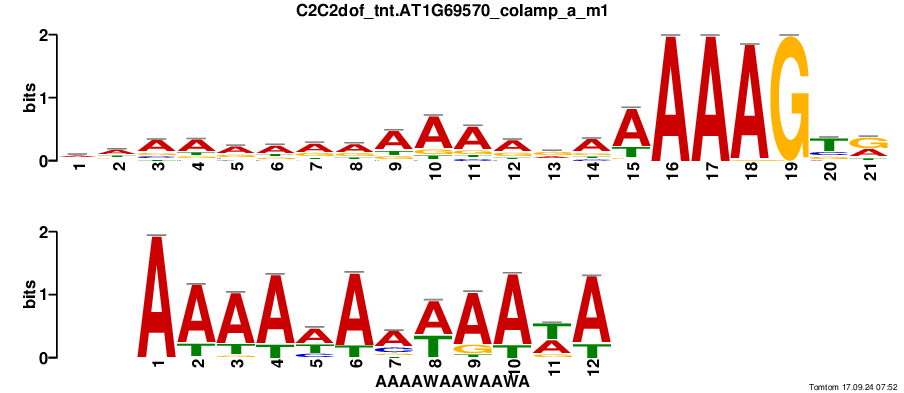 C2C2dof_tnt.AT1G69570_colamp_a_m1
2
1
0
bits
1 2 3 4 5 6 7 8 9 10 11 12 13 14 15 16 17 18 19 20 21
2
1
0
bits
1 2 3 4 5 6 7 8 9 10 11 12
AAAAWAAWAAWA
Tomtom 17.09.24 07:52